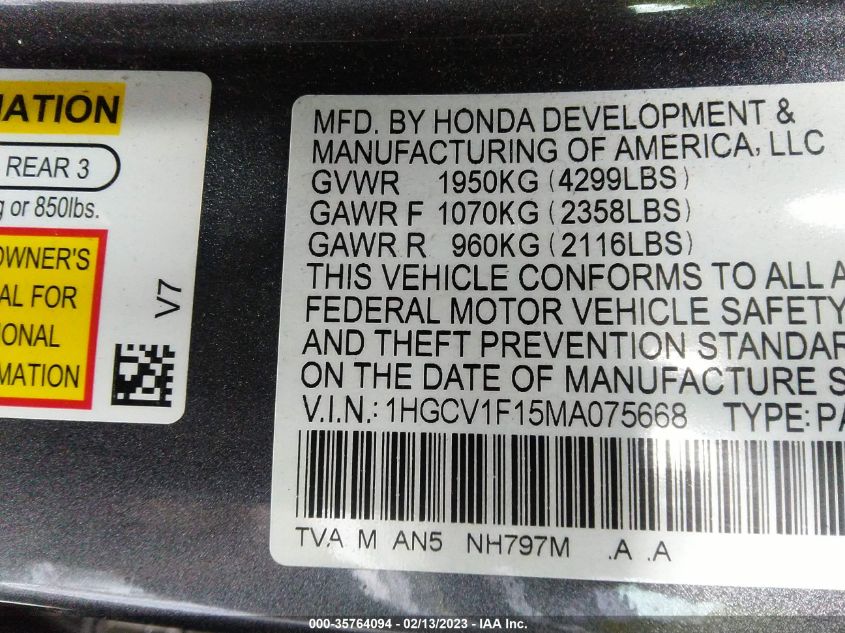 MATION
REAR 3
g or 850lbs.
OWNER'S
AL FOR
IONAL
MATION
V7
MFD. BY HONDA DEVELOPMENT &
MANUFACTURING OF AMERICA, LLC
GVWR 1950KG (4299LBS)
GAWR F 1070KG (2358LBS)
GAWR R 960KG (2116LBS)
THIS VEHICLE CONFORMS TO ALL A
FEDERAL MOTOR VEHICLE SAFETY
AND THEFT PREVENTION STANDAR
ON THE DATE OF MANUFACTURE S
V.I.N.: 1HGCV1F15MA075668 TYPE: PA
TVA M AN5 NH797M .A .A
000-35764094 - 02/13/2023 - IAA Inc.